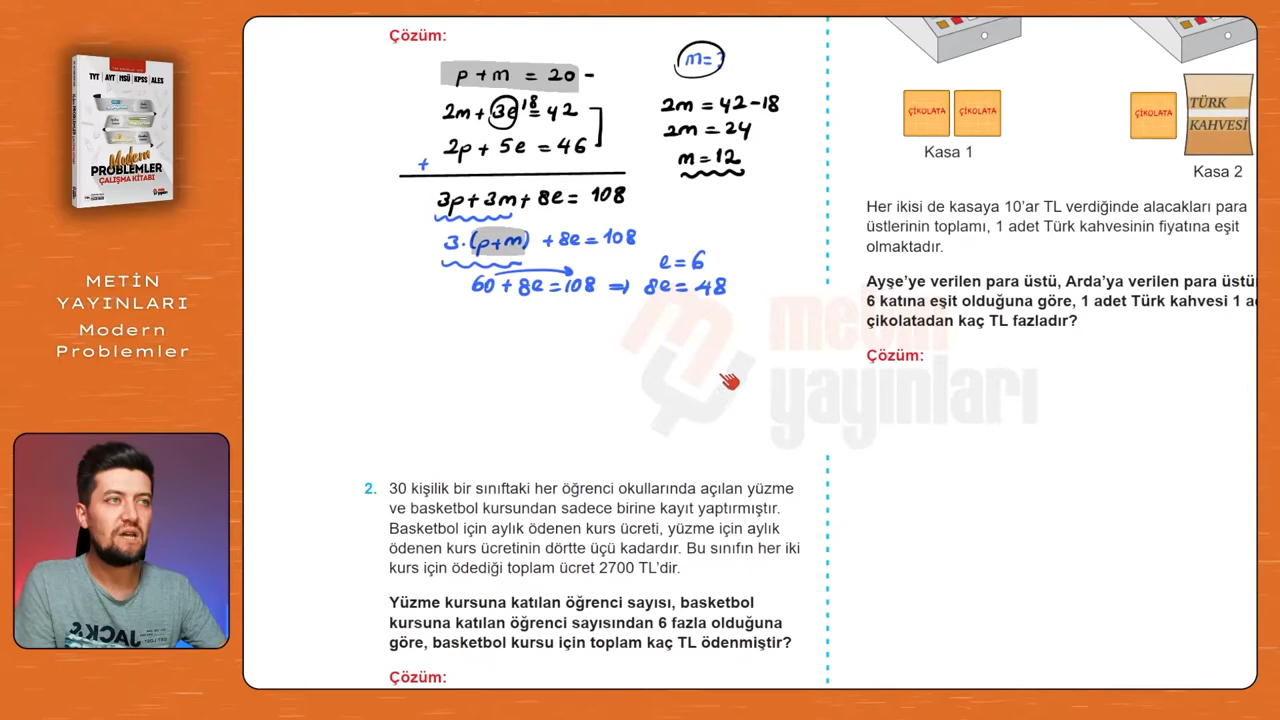 TYT | AYT | MSÜ | KPSS | ALES
Modern
PROBLEMLER
ÇALIŞMA KİTABI
METİN
YAYINLARI
Modern
Problemler
Çözüm:
p + m = 20 -
2m + 3e 18 = 42
2p + 5e = 46
+
3p + 3m + 8e = 108
3.(p+m) + 8e = 108
60 + 8e = 108 ⇒ 8e = 48
e = 6
m = ?
2m = 42 - 18
2m = 24
m = 12
metin
yayınları
2. 30 kişilik bir sınıftaki her öğrenci okullarında açılan yüzme
ve basketbol kursundan sadece birine kayıt yaptırmıştır.
Basketbol için aylık ödenen kurs ücreti, yüzme için aylık
ödenen kurs ücretinin dörtte üçü kadardır. Bu sınıfın her iki
kurs için ödediği toplam ücret 2700 TL'dir.
Yüzme kursuna katılan öğrenci sayısı, basketbol
kursuna katılan öğrenci sayısından 6 fazla olduğuna
göre, basketbol kursu için toplam kaç TL ödenmiştir?
Çözüm:
ÇİKOLATA ÇİKOLATA
Kasa 1
ÇİKOLATA
TÜRK
KAHVESİ
Kasa 2
Her ikisi de kasaya 10'ar TL verdiğinde alacakları para
üstlerinin toplamı, 1 adet Türk kahvesinin fiyatına eşit
olmaktadır.
Ayşe'ye verilen para üstü, Arda'ya verilen para üstü
6 katına eşit olduğuna göre, 1 adet Türk kahvesi 1 a
çikolatadan kaç TL fazladır?
Çözüm: